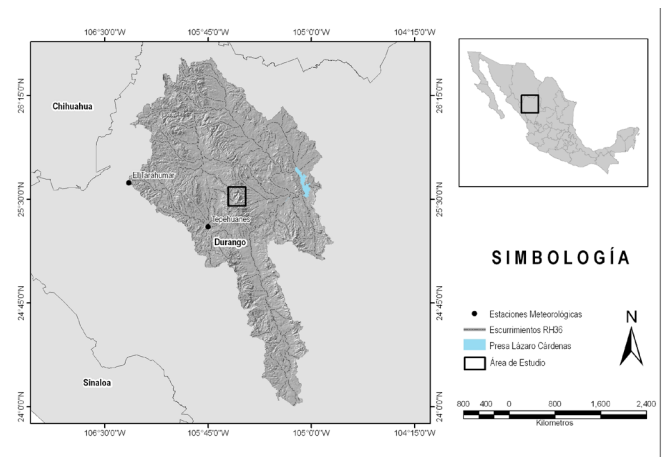 106°30'0"W 105°45'0"W 105°0'0"W 104°15'0"W
26°15'0"N 26°15'0"N
Chihuahua
El Tarahumar
25°30'0"N 25°30'0"N
Tepehuanes
Durango
24°45'0"N 24°45'0"N
Sinaloa
24°0'0"N 24°0'0"N
106°30'0"W 105°45'0"W 105°0'0"W 104°15'0"W
SIMBOLOGÍA
Estaciones Meteorológicas
Escurrimientos RH36
Presa Lázaro Cárdenas
Área de Estudio
N
800 400 0 800 1,600 2,400
Kilometros